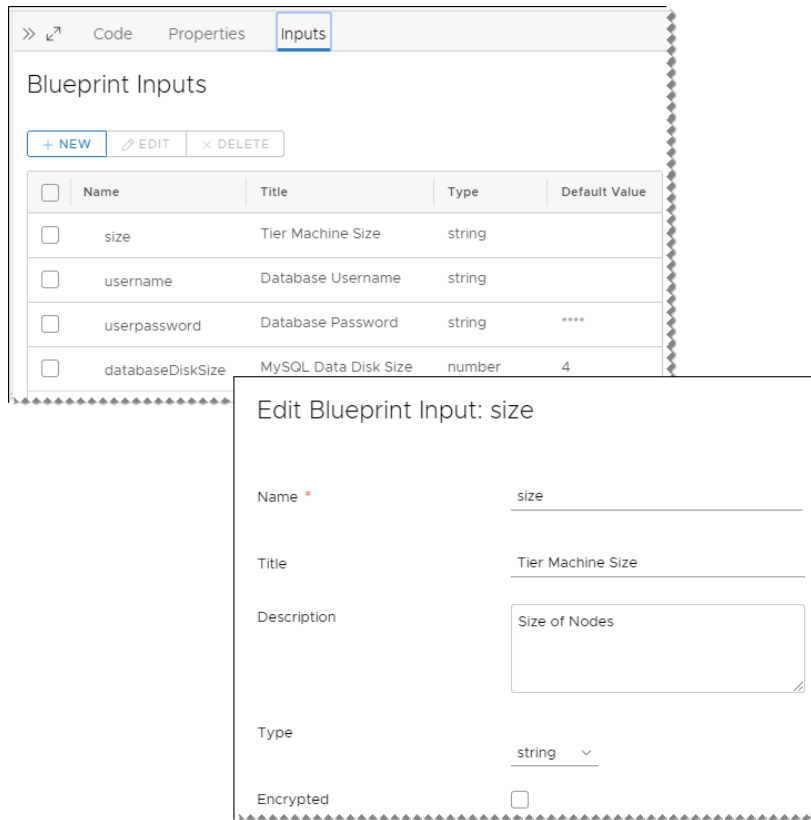 Code Properties Inputs
Blueprint Inputs
+ NEW EDIT × DELETE
Name Title Type Default Value
size Tier Machine Size string
username Database Username string
userpassword Database Password string ****
databaseDiskSize MySQL Data Disk Size number 4
Edit Blueprint Input: size
Name * size
Title Tier Machine Size
Description Size of Nodes
Type string
Encrypted